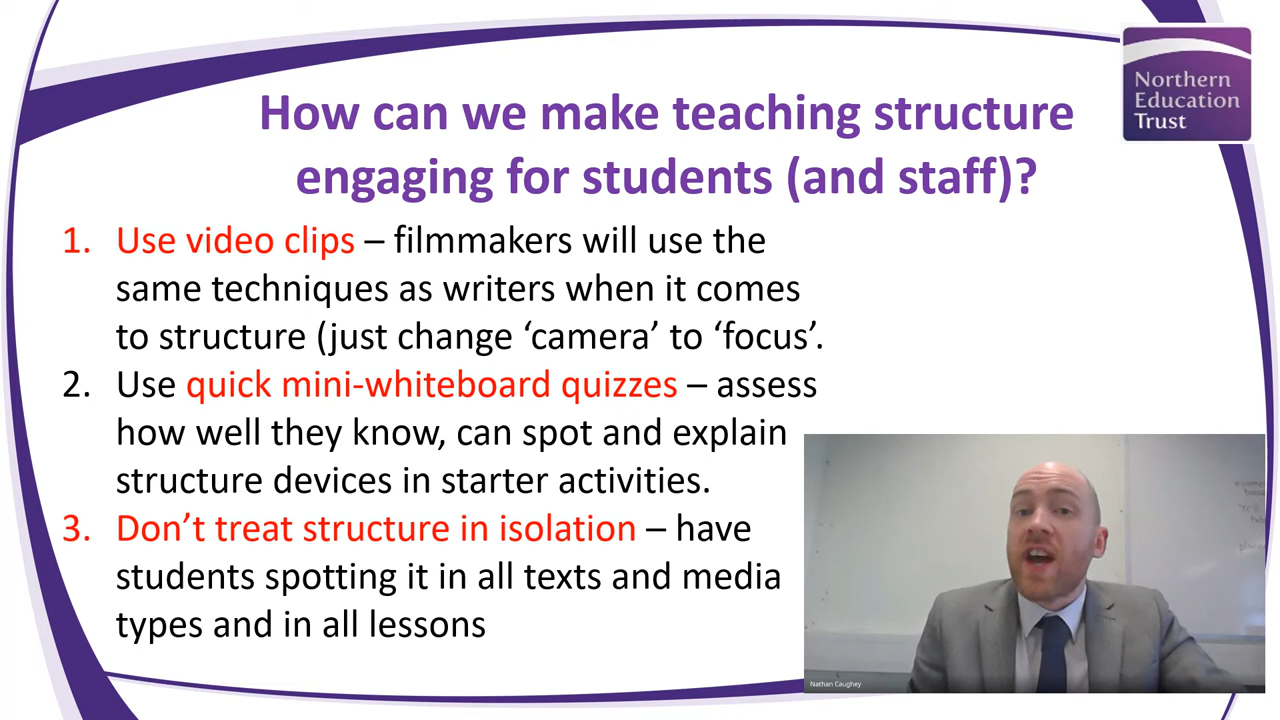 Northern
Education
Trust
How can we make teaching structure
engaging for students (and staff)?
1. Use video clips – filmmakers will use the
same techniques as writers when it comes
to structure (just change ‘camera’ to ‘focus’.
2. Use quick mini-whiteboard quizzes – assess
how well they know, can spot and explain
structure devices in starter activities.
3. Don’t treat structure in isolation – have
students spotting it in all texts and media
types and in all lessons
Nathan Caughey